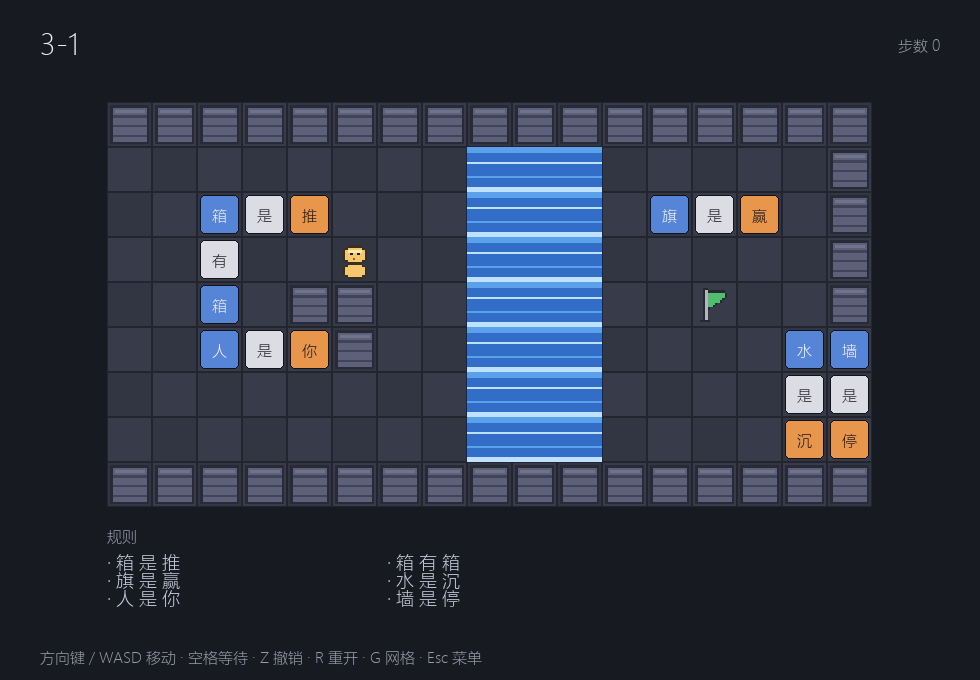 3-1
步数 0
箱 是 推
旗 是 赢
有
箱
人 是 你
水 墙
是 是
沉 停
规则
· 箱 是 推
· 箱 有 箱
· 旗 是 赢
· 水 是 沉
· 人 是 你
· 墙 是 停
方向键 / WASD 移动 · 空格等待 · Z 撤销 · R 重开 · G 网格 · Esc 菜单